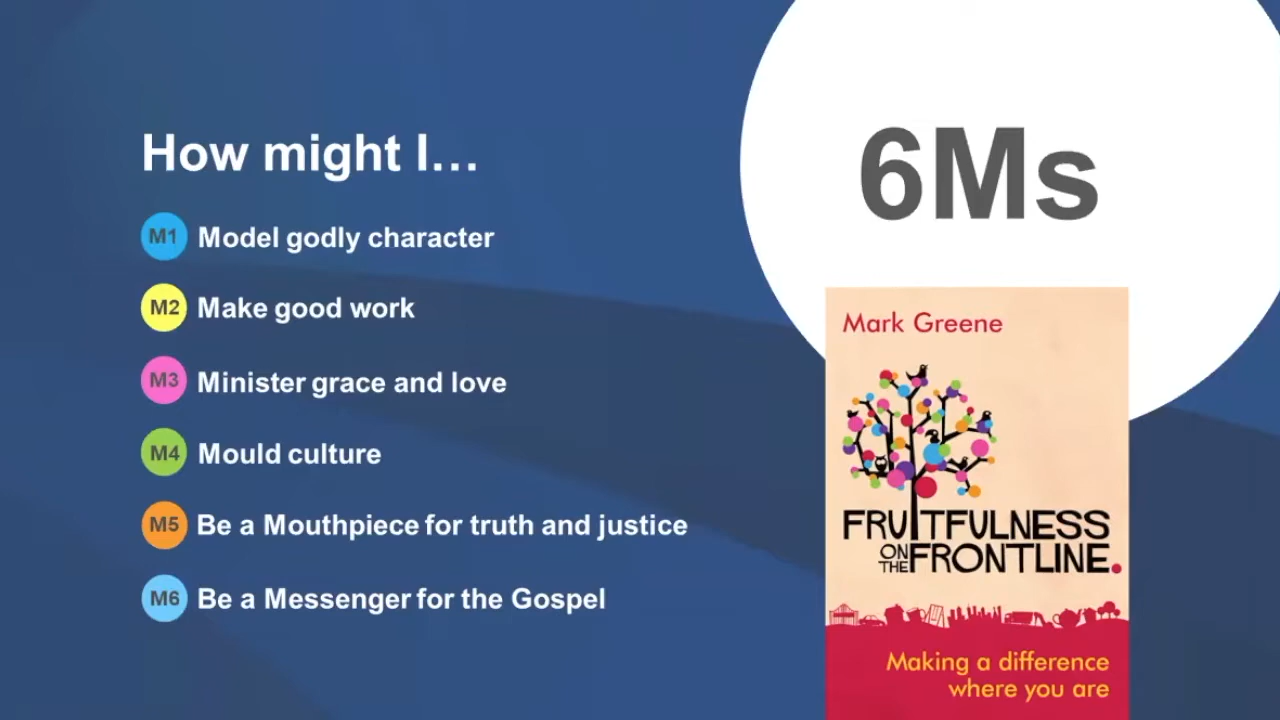 How might I...
M1 Model godly character
M2 Make good work
M3 Minister grace and love
M4 Mould culture
M5 Be a Mouthpiece for truth and justice
M6 Be a Messenger for the Gospel
6Ms
Mark Greene
FRUITFULNESS
ON THE FRONTLINE.
Making a difference
where you are